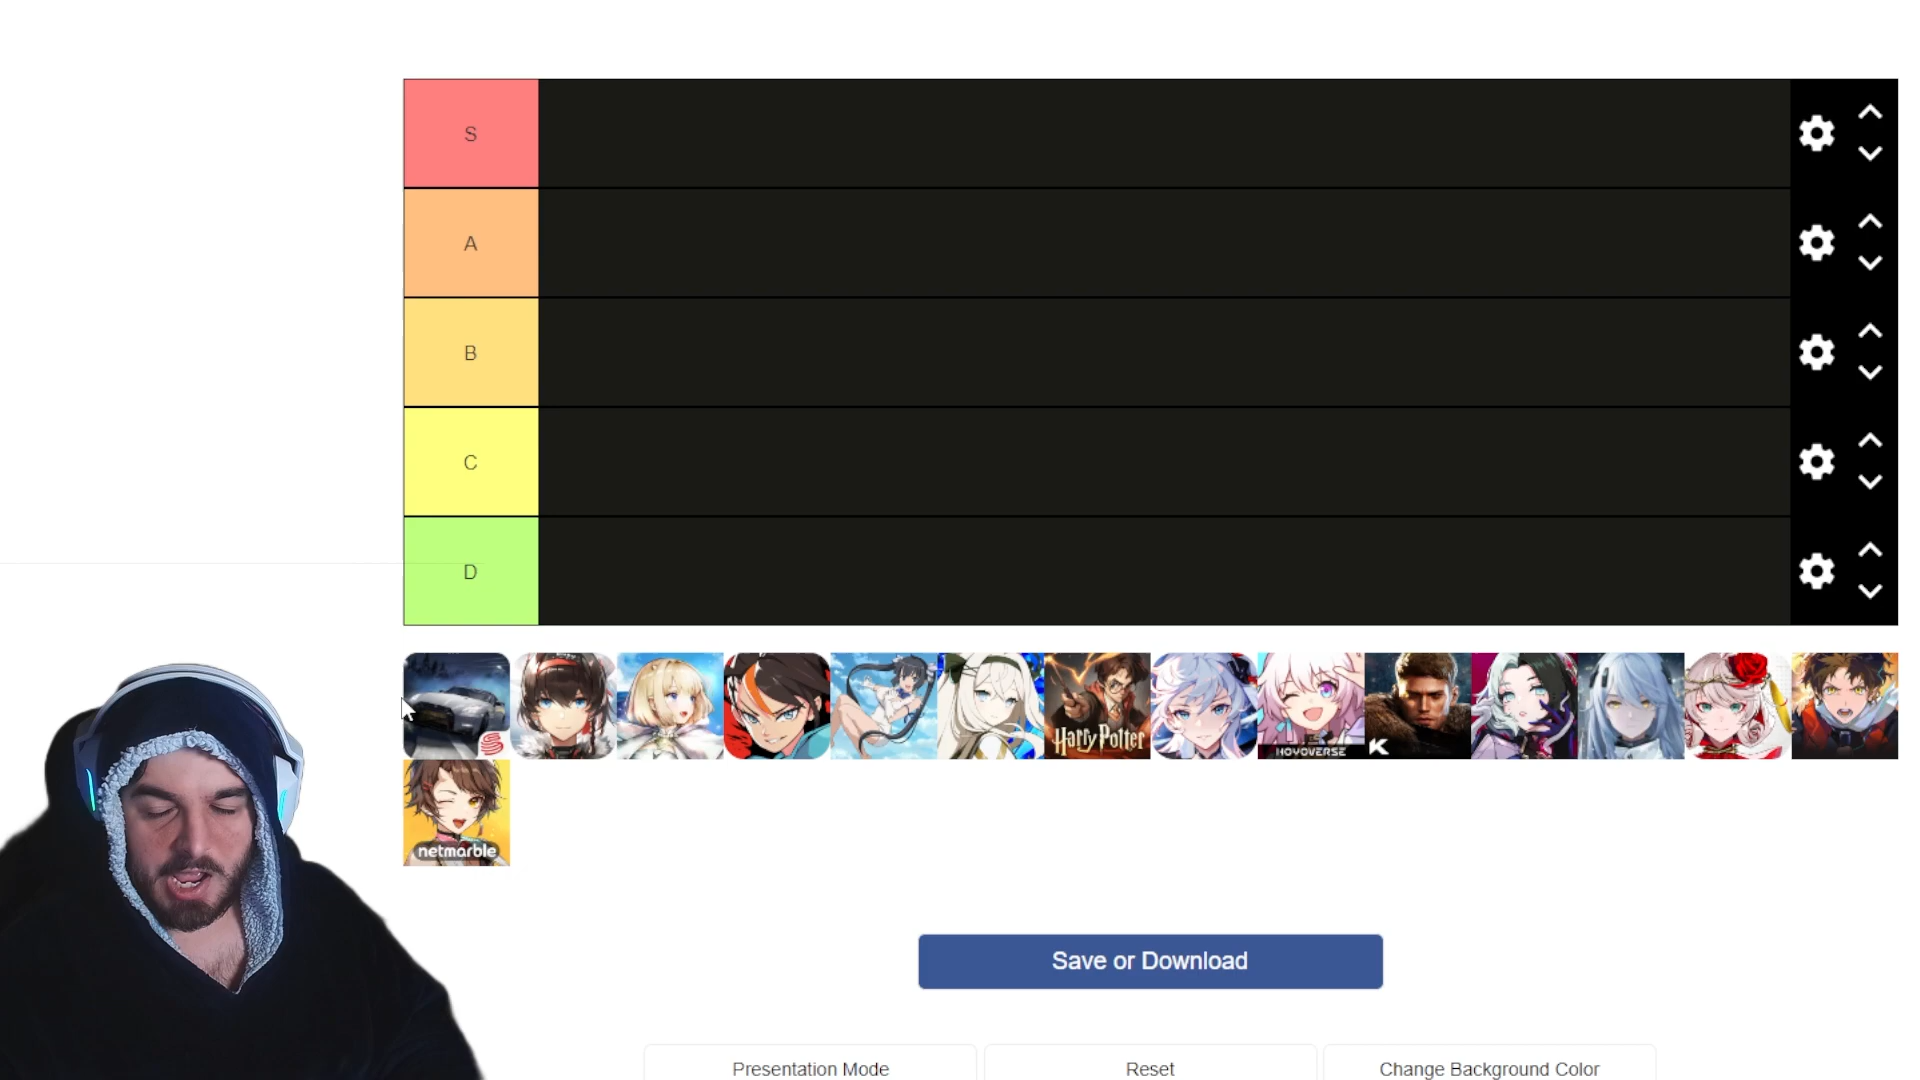 S
A
B
C
D
Harry Potter
HOYOVERSE
K
netmarble
Save or Download
Presentation Mode
Reset
Change Background Color